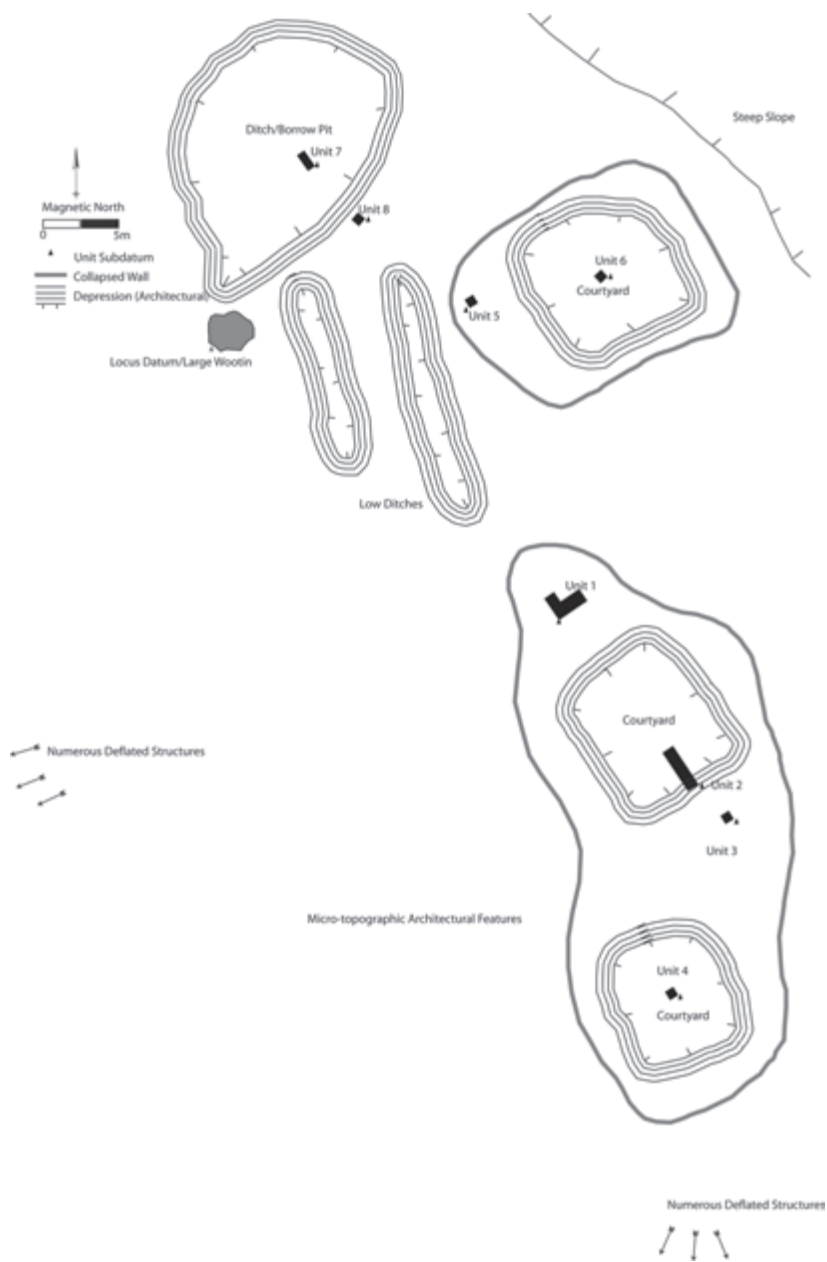 Steep Slope
Ditch/Borrow Pit
Unit 7
Magnetic North
0 5m
Unit Subdatum
Collapsed Wall
Depression (Architectural)
Unit 8
Unit 6
Courtyard
Unit 5
Locus Datum/Large Wootin
Low Ditches
Unit 1
Courtyard
Numerous Deflated Structures
Unit 2
Unit 3
Micro-topographic Architectural Features
Unit 4
Courtyard
Numerous Deflated Structures